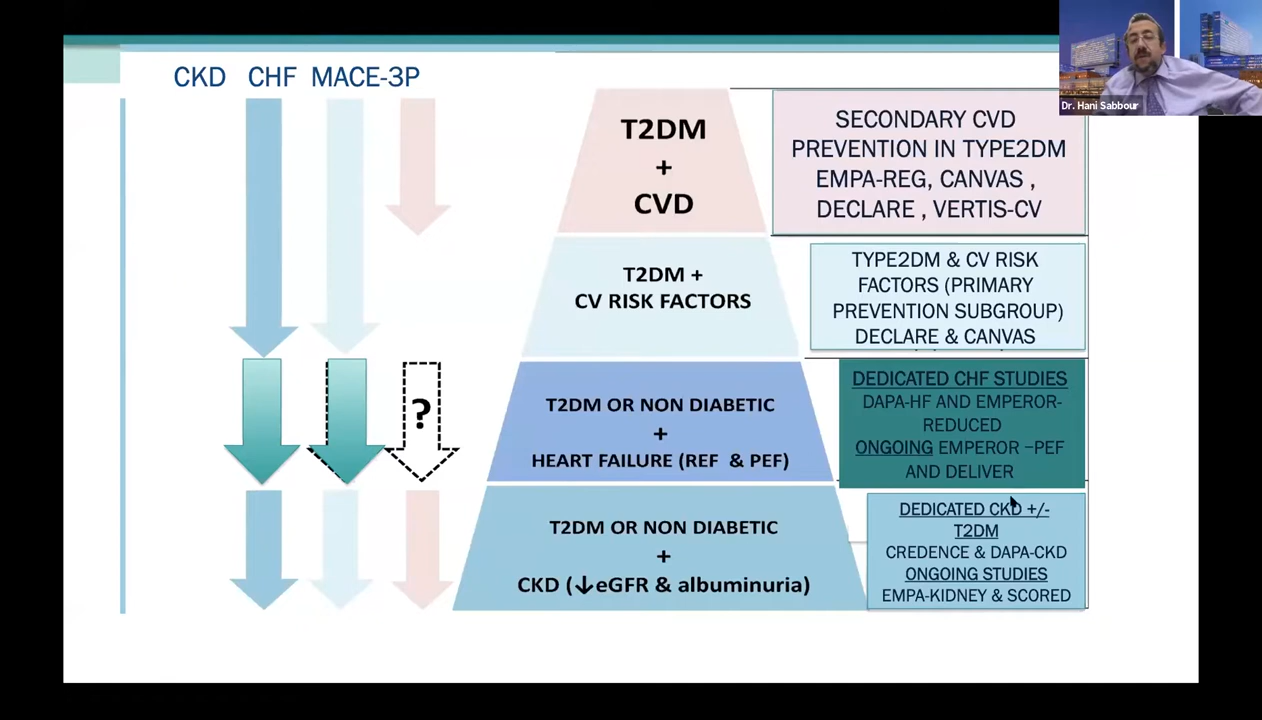 CKD CHF MACE-3P
Dr. Hani Sabbour
T2DM
+
CVD
SECONDARY CVD
PREVENTION IN TYPE2DM
EMPA-REG, CANVAS ,
DECLARE , VERTIS-CV
T2DM +
CV RISK FACTORS
TYPE2DM & CV RISK
FACTORS (PRIMARY
PREVENTION SUBGROUP)
DECLARE & CANVAS
?
T2DM OR NON DIABETIC
+
HEART FAILURE (REF & PEF)
DEDICATED CHF STUDIES
DAPA-HF AND EMPEROR-
REDUCED
ONGOING EMPEROR –PEF
AND DELIVER
T2DM OR NON DIABETIC
+
CKD (↓eGFR & albuminuria)
DEDICATED CKD +/-
T2DM
CREDENCE & DAPA-CKD
ONGOING STUDIES
EMPA-KIDNEY & SCORED